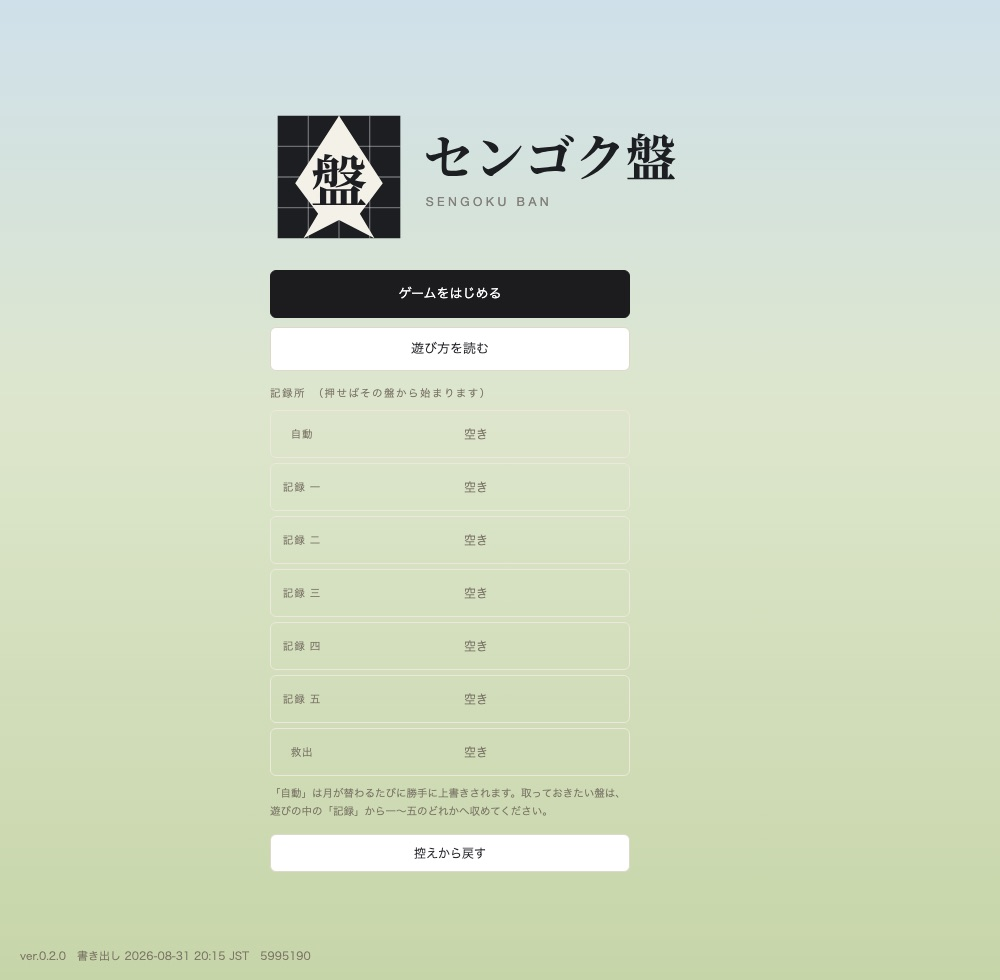 盤
センゴク盤
SENGOKU BAN
ゲームをはじめる
遊び方を読む
記録所 （押せばその盤から始まります）
自動 空き
記録 一 空き
記録 二 空き
記録 三 空き
記録 四 空き
記録 五 空き
救出 空き
「自動」は月が替わるたびに勝手に上書きされます。取っておきたい盤は、
遊びの中の「記録」から一〜五のどれかへ収めてください。
控えから戻す
ver.0.2.0 書き出し 2026-08-31 20:15 JST 5995190